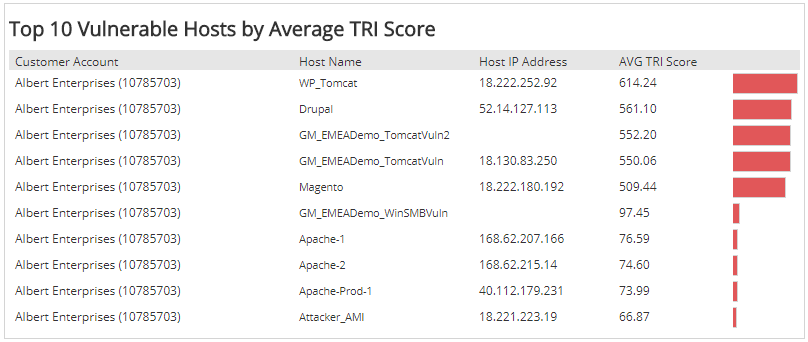 Top 10 Vulnerable Hosts by Average TRI Score
Customer Account Host Name Host IP Address AVG TRI Score
Albert Enterprises (10785703) WP_Tomcat 18.222.252.92 614.24
Albert Enterprises (10785703) Drupal 52.14.127.113 561.10
Albert Enterprises (10785703) GM_EMEADemo_TomcatVuln2 552.20
Albert Enterprises (10785703) GM_EMEADemo_TomcatVuln 18.130.83.250 550.06
Albert Enterprises (10785703) Magento 18.222.180.192 509.44
Albert Enterprises (10785703) GM_EMEADemo_WinSMBVuln 97.45
Albert Enterprises (10785703) Apache-1 168.62.207.166 76.59
Albert Enterprises (10785703) Apache-2 168.62.215.14 74.60
Albert Enterprises (10785703) Apache-Prod-1 40.112.179.231 73.99
Albert Enterprises (10785703) Attacker_AMI 18.221.223.19 66.87